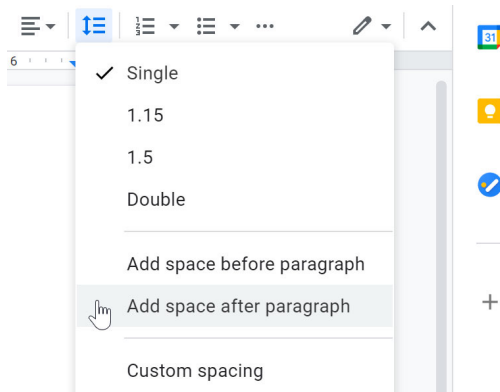 6
31
Single
1.15
1.5
Double
Add space before paragraph
Add space after paragraph
Custom spacing